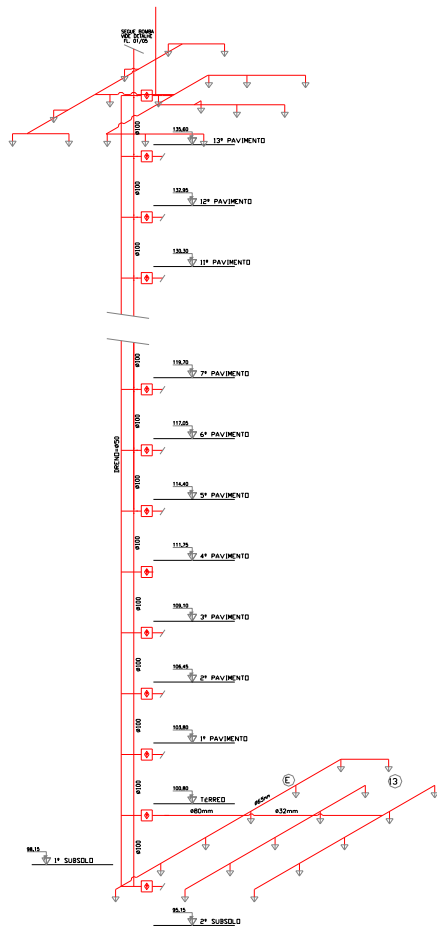 SEGUE BOMBA
VIDE DETALHE
FL. 01/05
Ø100
135,60
13º PAVIMENTO
Ø100
132,95
12º PAVIMENTO
Ø100
130,30
11º PAVIMENTO
Ø100
119,70
7º PAVIMENTO
Ø100
117,05
6º PAVIMENTO
DRENO=Ø50
Ø100
114,40
5º PAVIMENTO
Ø100
111,75
4º PAVIMENTO
Ø100
109,10
3º PAVIMENTO
Ø100
106,45
2º PAVIMENTO
Ø100
103,80
1º PAVIMENTO
E
13
Ø100
100,80
TéRREO
Ø65mm
Ø80mm
Ø32mm
Ø100
98,15
1º SUBSOLO
95,15
2º SUBSOLO